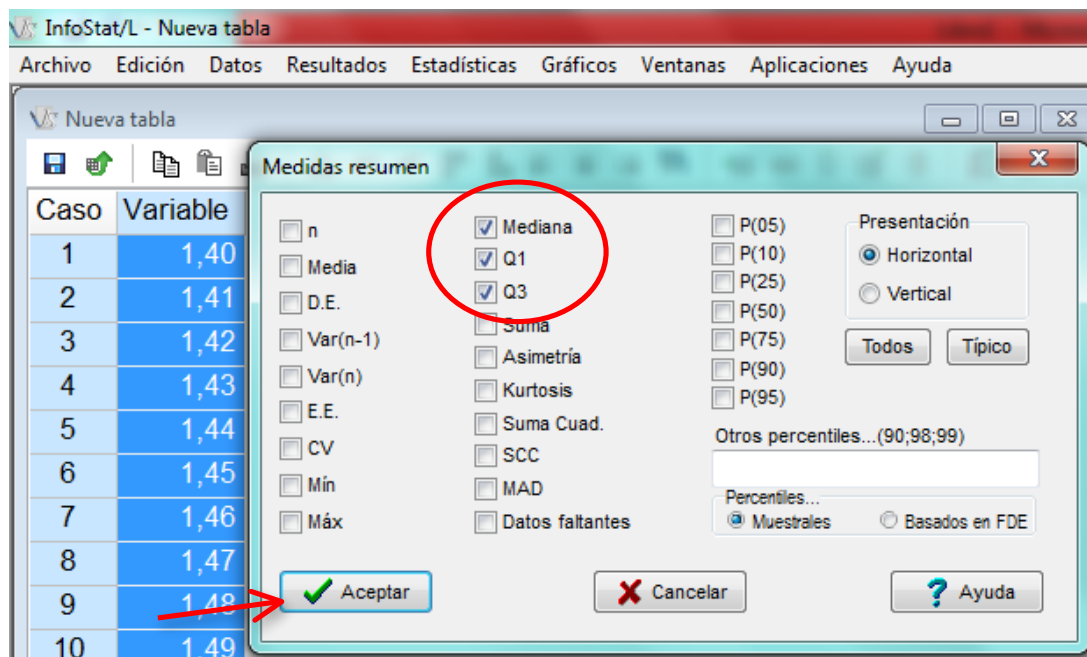 InfoStat/L - Nueva tabla
Archivo Edición Datos Resultados Estadísticas Gráficos Ventanas Aplicaciones Ayuda
Nueva tabla
Medidas resumen
Caso Variable
1 1,40
2 1,41
3 1,42
4 1,43
5 1,44
6 1,45
7 1,46
8 1,47
9 1,48
10 1,49
n
Media
D.E.
Var(n-1)
Var(n)
E.E.
CV
Mín
Máx
Mediana
Q1
Q3
Suma
Asimetría
Kurtosis
Suma Cuad.
SCC
MAD
Datos faltantes
P(05)
P(10)
P(25)
P(50)
P(75)
P(90)
P(95)
Presentación
Horizontal
Vertical
Todos Típico
Otros percentiles...(90;98;99)
Percentiles...
Muestrales Basados en FDE
Aceptar Cancelar Ayuda